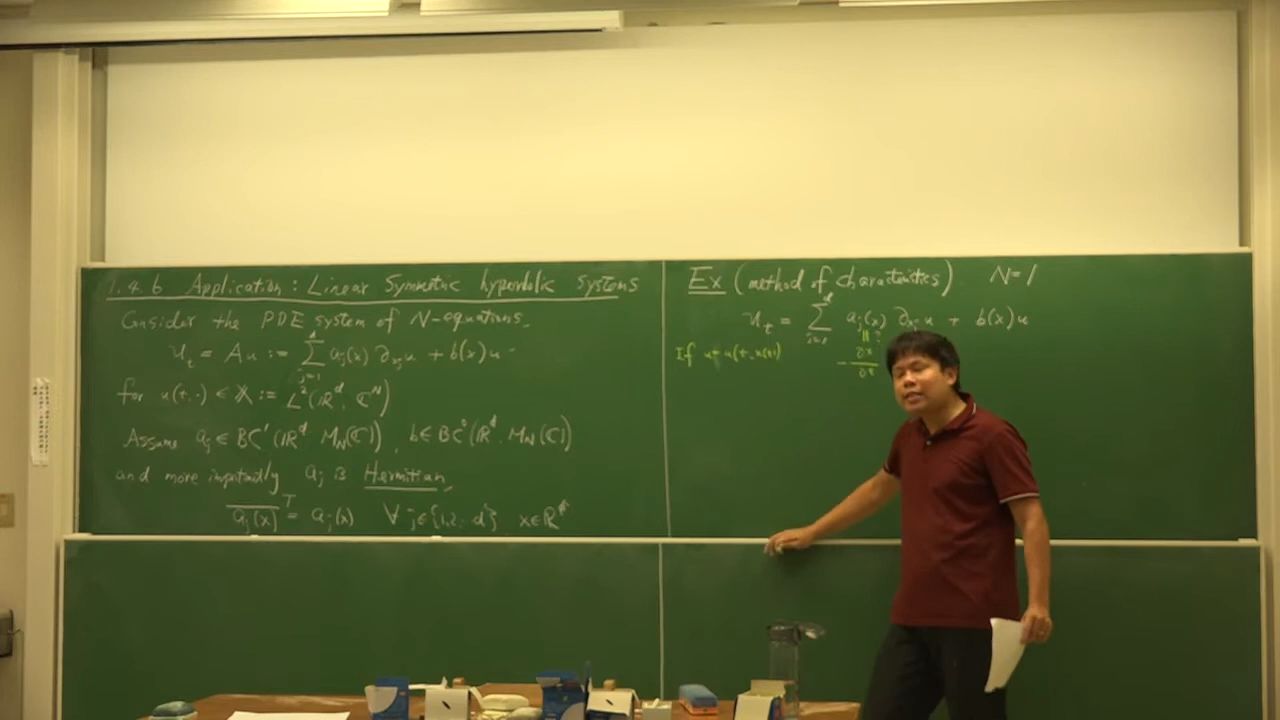 1.4.6 Application: Linear Symmetric hyperbolic systems
Consider the PDE system of N-equations.
u_t = Au := \sum_{j=1}^{d} a_j(x) ∂_{x_j} u + b(x) u
for u(t,·) ∈ X := L²(ℝ^d, ℂ^N)
Assume a_j ∈ BC¹(ℝ^d, M_N(ℂ)), b ∈ BC⁰(ℝ^d, M_N(ℂ))
and more importantly a_j is Hermitian
\overline{a_j(x)}^T = a_j(x) ∀ j ∈ {1,2,...d} x ∈ ℝ^d
Ex (method of characteristics) N=1
u_t = \sum_{j=1}^{d} a_j(x) ∂_{x_j} u + b(x) u
If u = u(t, x(t))
|| ?